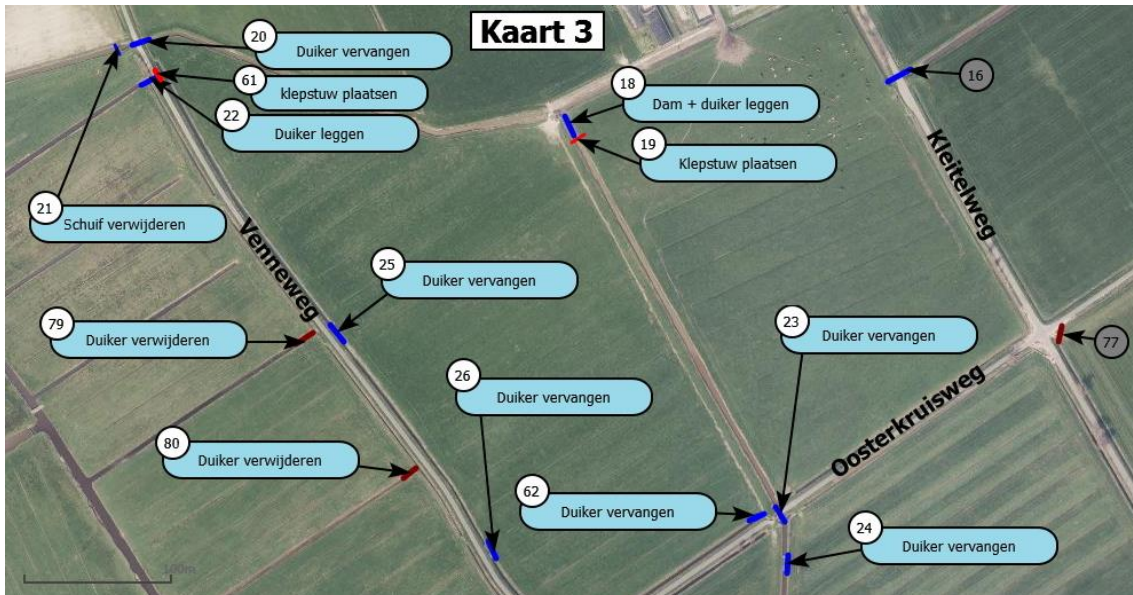 Kaart 3
20
Duiker vervangen
61
klepstuw plaatsen
22
Duiker leggen
21
Schuif verwijderen
18
Dam + duiker leggen
19
Klepstuw plaatsen
16
Kleitelweg
Venneweg
25
Duiker vervangen
79
Duiker verwijderen
23
Duiker vervangen
77
26
Duiker vervangen
Oosterkruisweg
80
Duiker verwijderen
62
Duiker vervangen
24
Duiker vervangen
100m